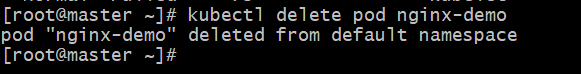 [root@master ~]# kubectl delete pod nginx-demo
pod "nginx-demo" deleted from default namespace
[root@master ~]#